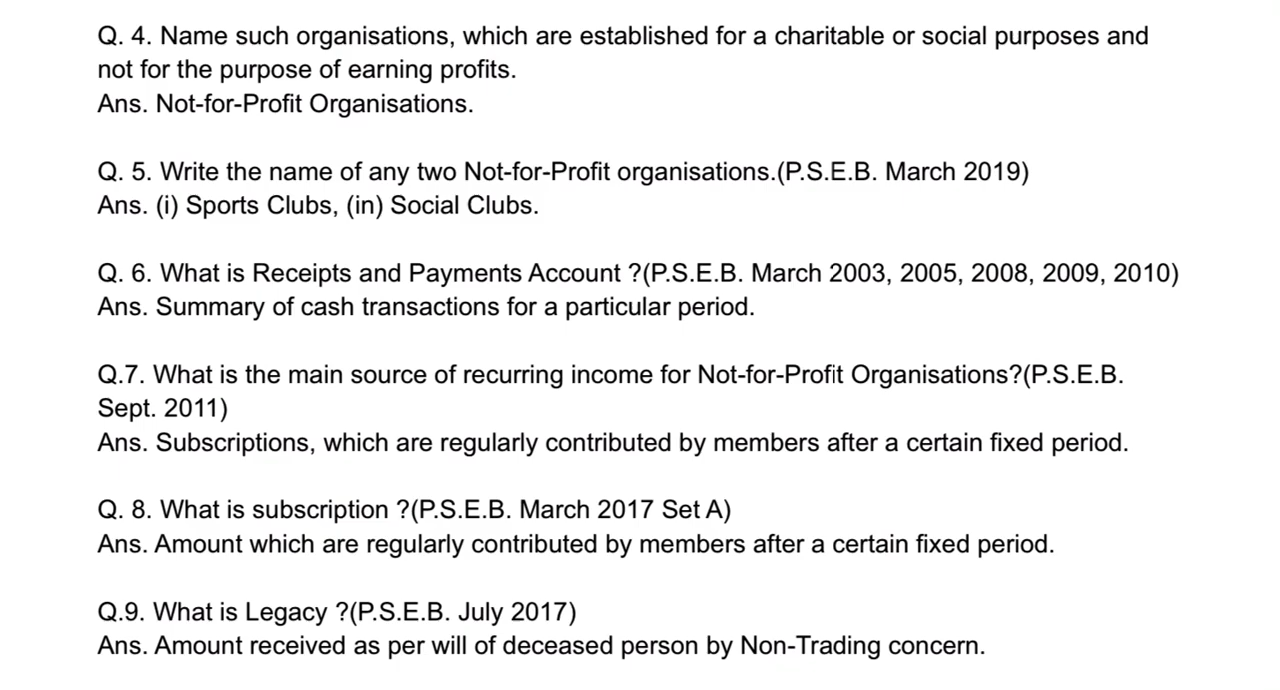 Q. 4. Name such organisations, which are established for a charitable or social purposes and
not for the purpose of earning profits.
Ans. Not-for-Profit Organisations.
Q. 5. Write the name of any two Not-for-Profit organisations.(P.S.E.B. March 2019)
Ans. (i) Sports Clubs, (in) Social Clubs.
Q. 6. What is Receipts and Payments Account ?(P.S.E.B. March 2003, 2005, 2008, 2009, 2010)
Ans. Summary of cash transactions for a particular period.
Q.7. What is the main source of recurring income for Not-for-Profit Organisations?(P.S.E.B.
Sept. 2011)
Ans. Subscriptions, which are regularly contributed by members after a certain fixed period.
Q. 8. What is subscription ?(P.S.E.B. March 2017 Set A)
Ans. Amount which are regularly contributed by members after a certain fixed period.
Q.9. What is Legacy ?(P.S.E.B. July 2017)
Ans. Amount received as per will of deceased person by Non-Trading concern.